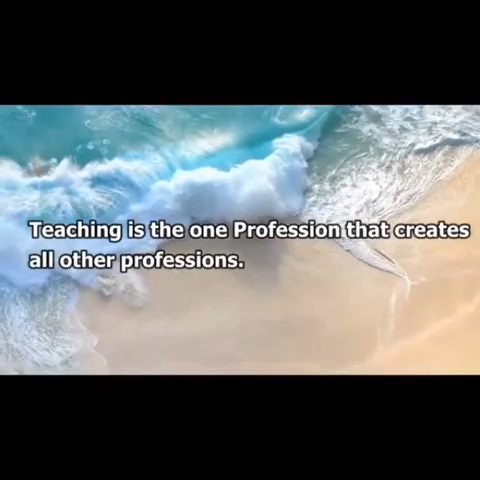 Teaching is the one Profession that creates
all other professions.